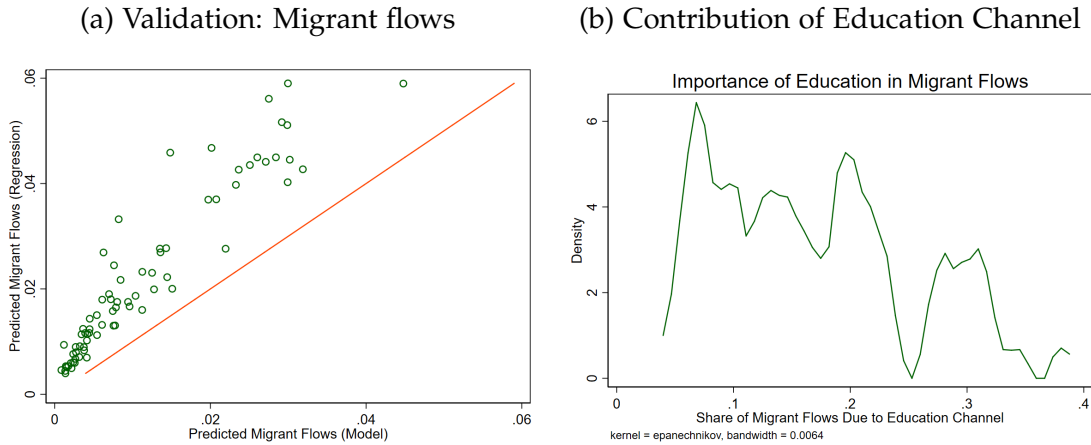 (a) Validation: Migrant flows
Predicted Migrant Flows (Regression)
.06
.04
.02
0
0
.02
.04
.06
Predicted Migrant Flows (Model)
(b) Contribution of Education Channel
Importance of Education in Migrant Flows
Density
6
4
2
0
0
.1
.2
.3
.4
Share of Migrant Flows Due to Education Channel
kernel = epanechnikov, bandwidth = 0.0064